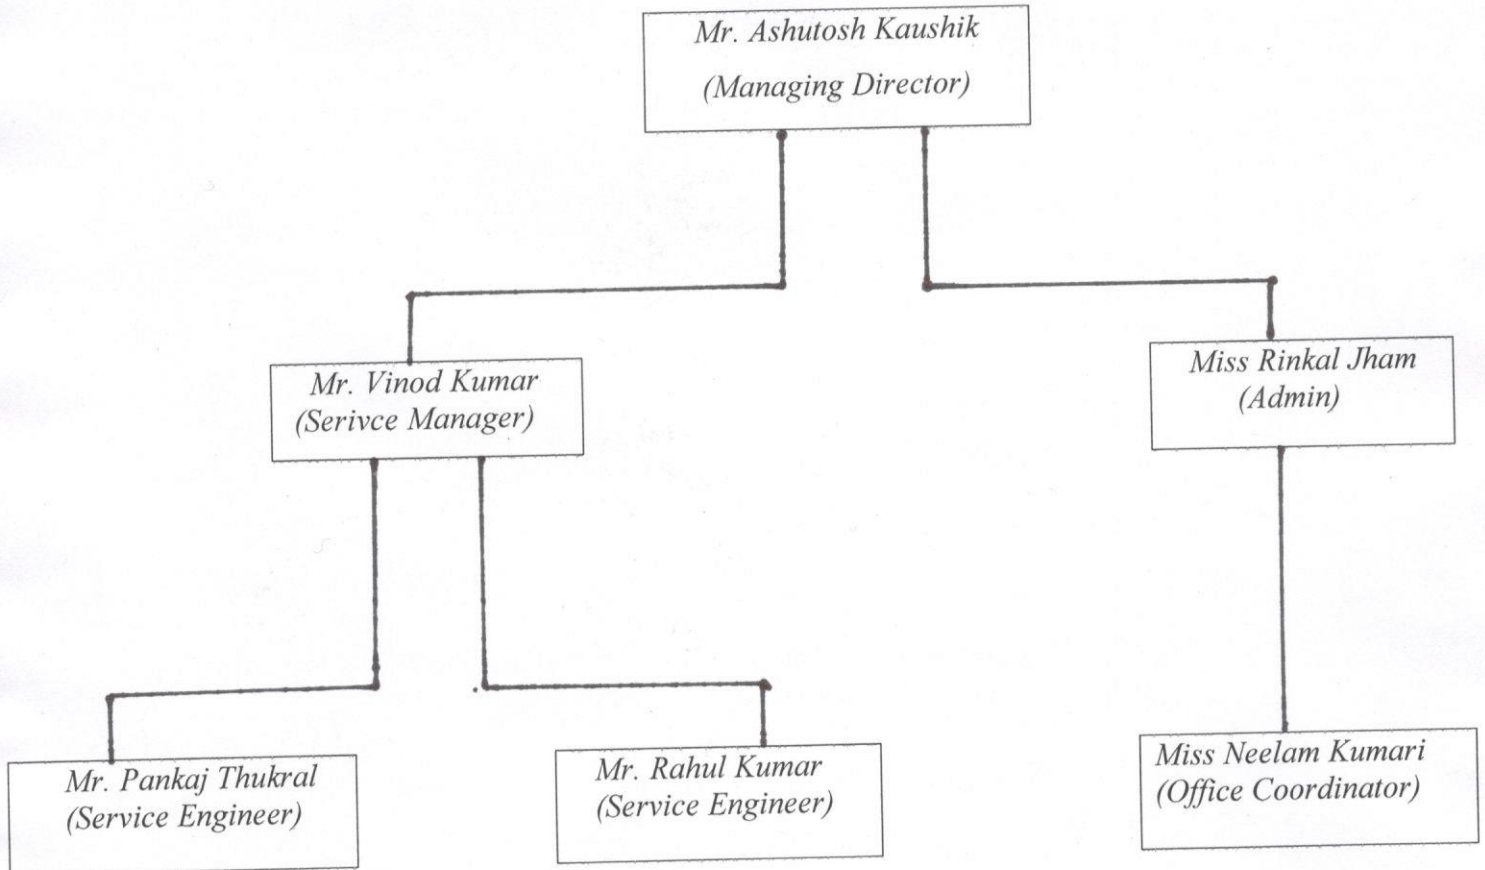 Mr. Ashutosh Kaushik
(Managing Director)
Mr. Vinod Kumar
(Serivce Manager)
Miss Rinkal Jham
(Admin)
Mr. Pankaj Thukral
(Service Engineer)
Mr. Rahul Kumar
(Service Engineer)
Miss Neelam Kumari
(Office Coordinator)